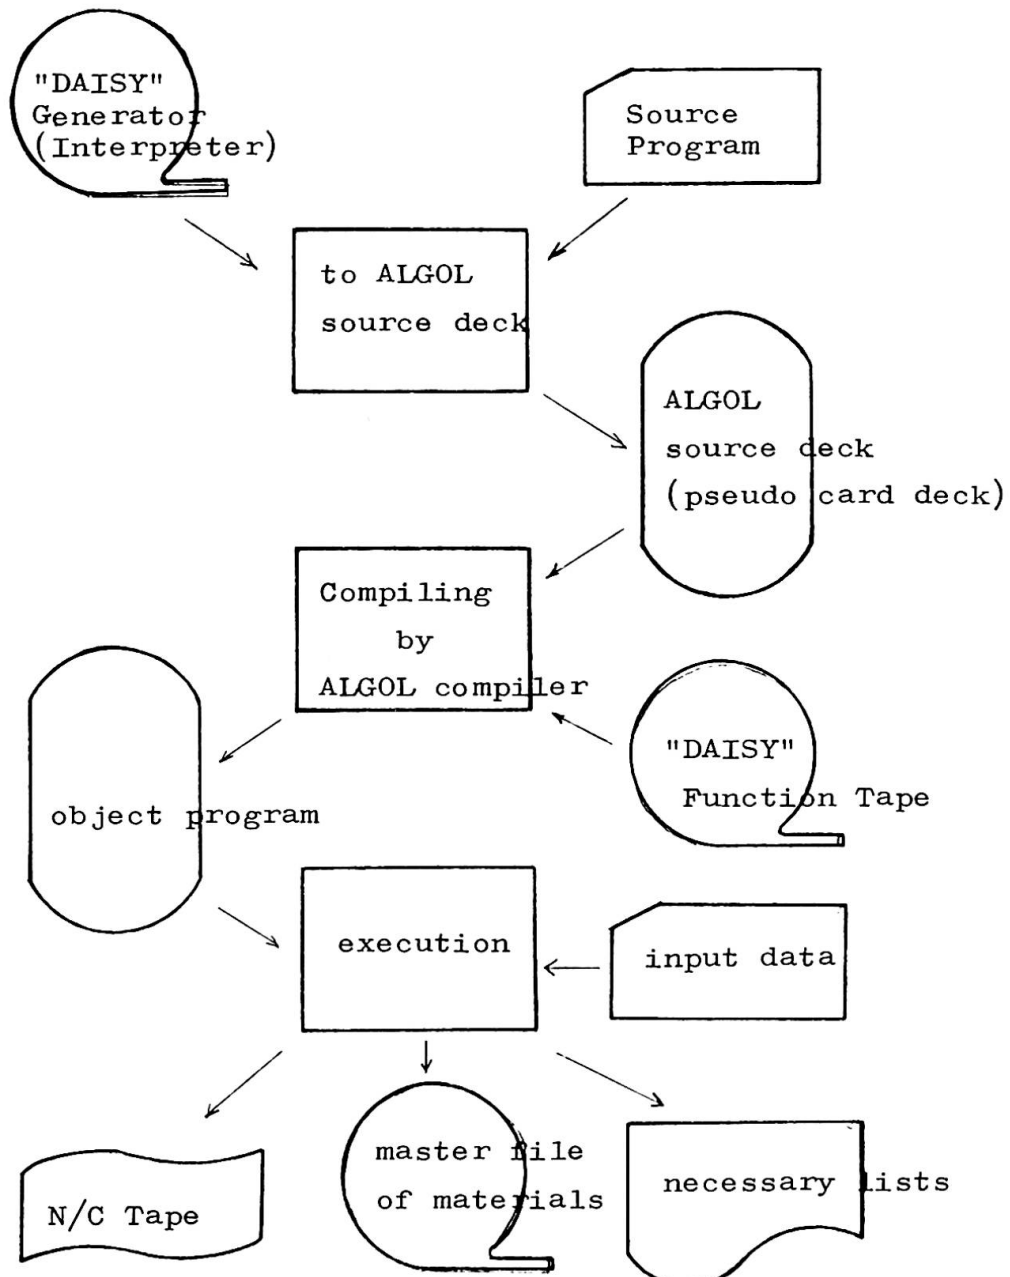 "DAISY"
Generator
(Interpreter)
Source
Program
to ALGOL
source deck
ALGOL
source deck
(pseudo card deck)
Compiling
by
ALGOL compiler
"DAISY"
Function Tape
object program
execution
input data
master file
of materials
necessary lists
N/C Tape